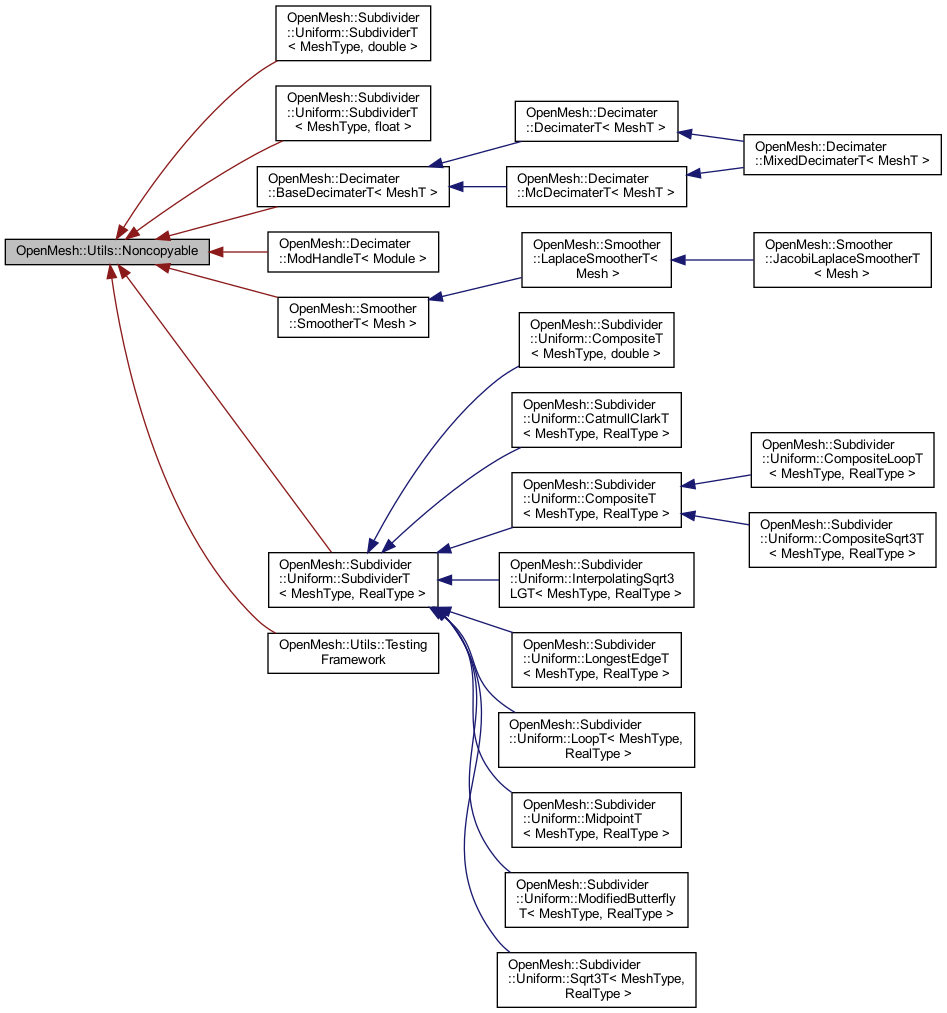 OpenMesh::Subdivider
::Uniform::SubdividerT
< MeshType, double >
OpenMesh::Subdivider
::Uniform::SubdividerT
< MeshType, float >
OpenMesh::Decimater
::DecimaterT< MeshT >
OpenMesh::Decimater
::MixedDecimaterT< MeshT >
OpenMesh::Decimater
::BaseDecimaterT< MeshT >
OpenMesh::Decimater
::McDecimaterT< MeshT >
OpenMesh::Utils::Noncopyable
OpenMesh::Decimater
::ModHandleT< Module >
OpenMesh::Smoother
::LaplaceSmootherT<
Mesh >
OpenMesh::Smoother
::JacobiLaplaceSmootherT
< Mesh >
OpenMesh::Smoother
::SmootherT< Mesh >
OpenMesh::Subdivider
::Uniform::CompositeT
< MeshType, double >
OpenMesh::Subdivider
::Uniform::CatmullClarkT
< MeshType, RealType >
OpenMesh::Subdivider
::Uniform::CompositeLoopT
< MeshType, RealType >
OpenMesh::Subdivider
::Uniform::CompositeT
< MeshType, RealType >
OpenMesh::Subdivider
::Uniform::CompositeSqrt3T
< MeshType, RealType >
OpenMesh::Subdivider
::Uniform::SubdividerT
< MeshType, RealType >
OpenMesh::Subdivider
::Uniform::InterpolatingSqrt3
LGT< MeshType, RealType >
OpenMesh::Utils::Testing
Framework
OpenMesh::Subdivider
::Uniform::LongestEdgeT
< MeshType, RealType >
OpenMesh::Subdivider
::Uniform::LoopT< MeshType,
RealType >
OpenMesh::Subdivider
::Uniform::MidpointT
< MeshType, RealType >
OpenMesh::Subdivider
::Uniform::ModifiedButterfly
T< MeshType, RealType >
OpenMesh::Subdivider
::Uniform::Sqrt3T< MeshType,
RealType >